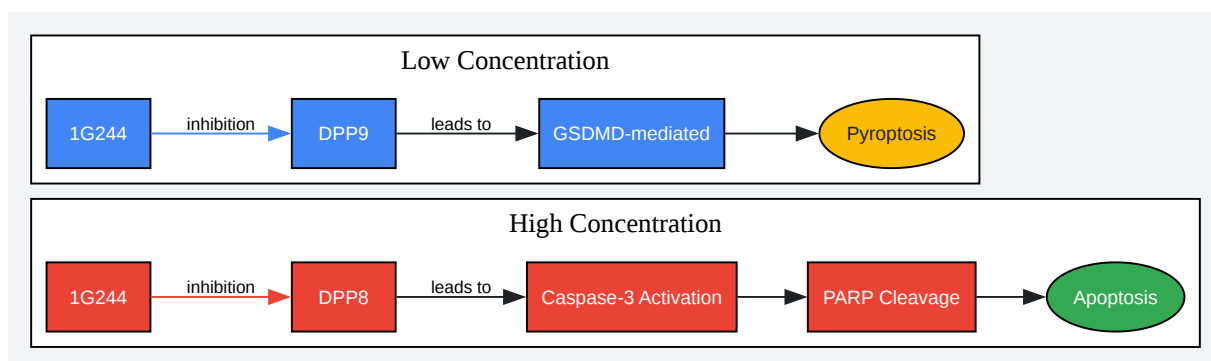 Low Concentration
1G244
inhibition
DPP9
leads to
GSDMD-mediated
Pyroptosis
High Concentration
1G244
inhibition
DPP8
leads to
Caspase-3 Activation
PARP Cleavage
Apoptosis